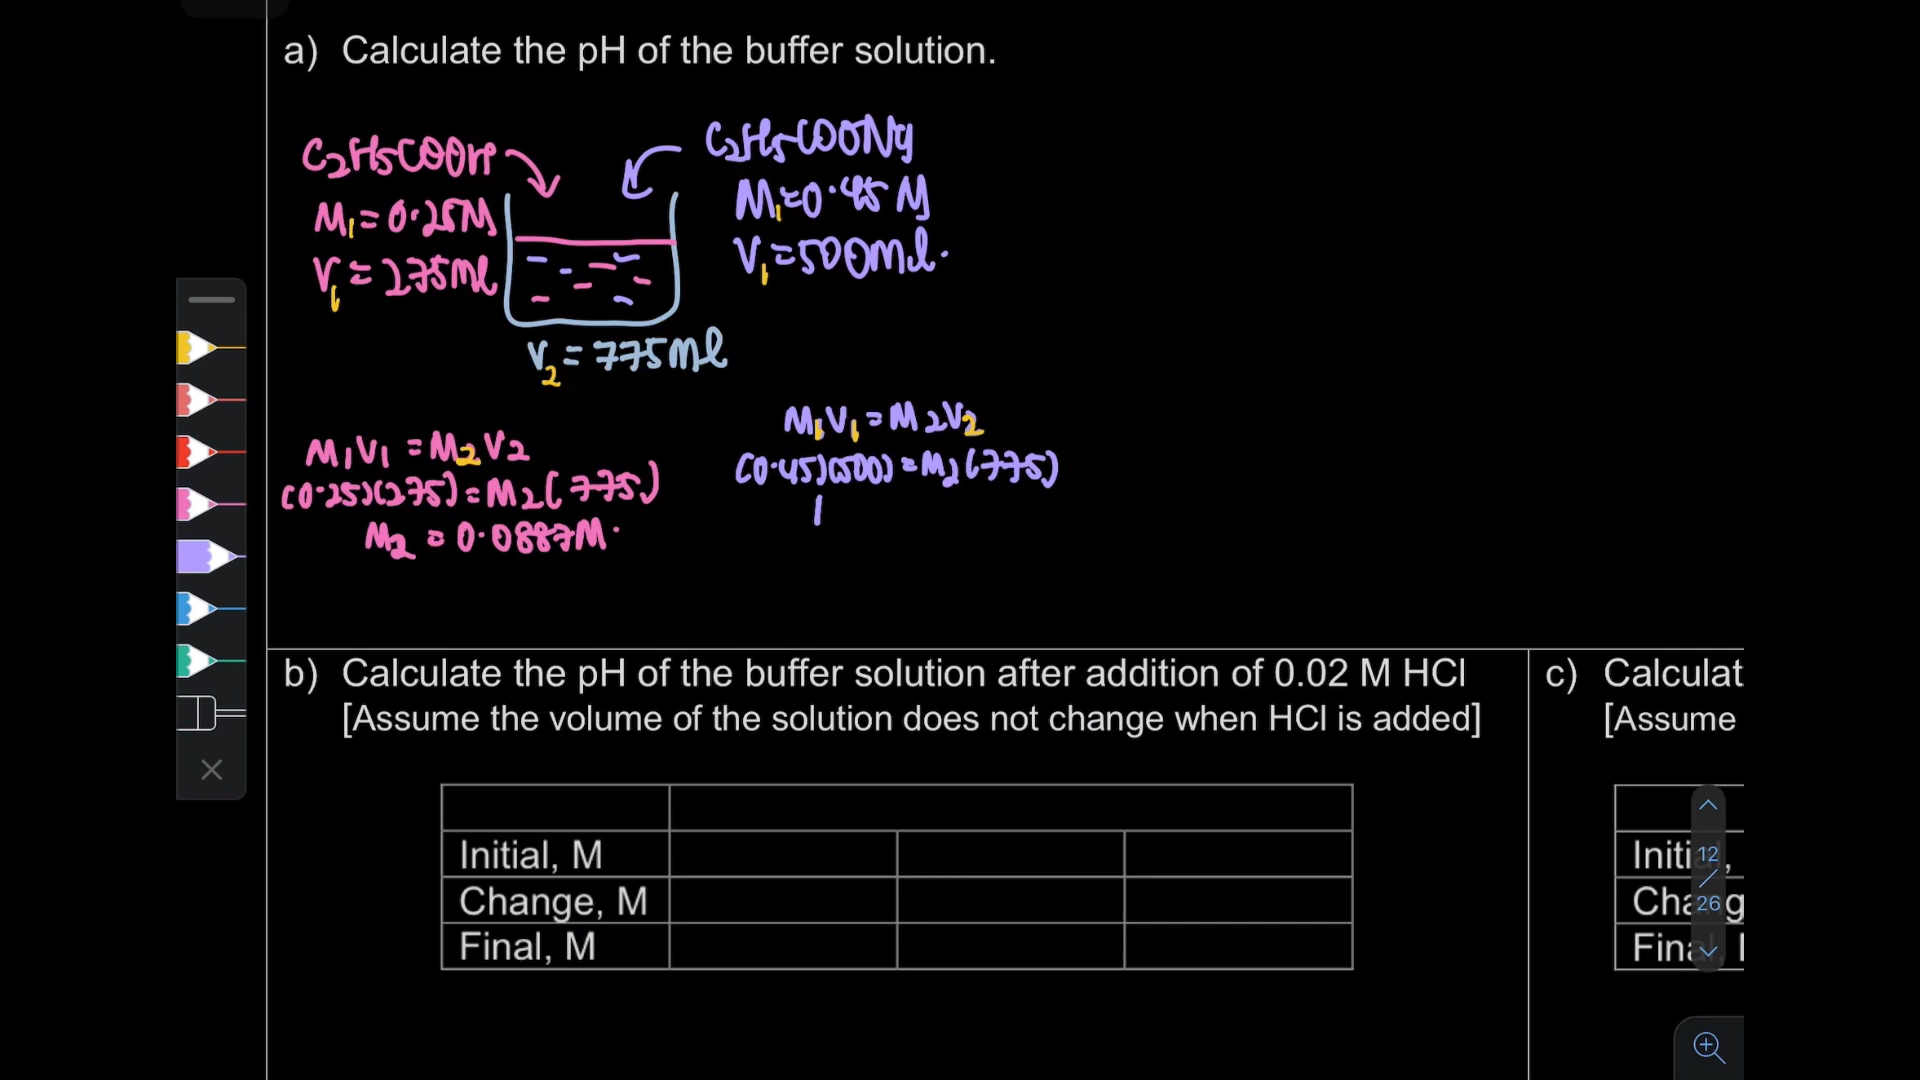 a) Calculate the pH of the buffer solution.
C2H5COOH
M1 = 0.25M
V1 = 275ml
C2H5COONa
M1 = 0.45 M
V1 = 500ml.
V2 = 775ml
M1V1 = M2V2
(0.25)(275) = M2(775)
M2 = 0.0887M.
M1V1 = M2V2
(0.45)(500) = M2(775)
b) Calculate the pH of the buffer solution after addition of 0.02 M HCl
[Assume the volume of the solution does not change when HCl is added]
Initial, M
Change, M
Final, M
c) Calculat
[Assume
Initi ,
Cha g
Final,
12
/
26